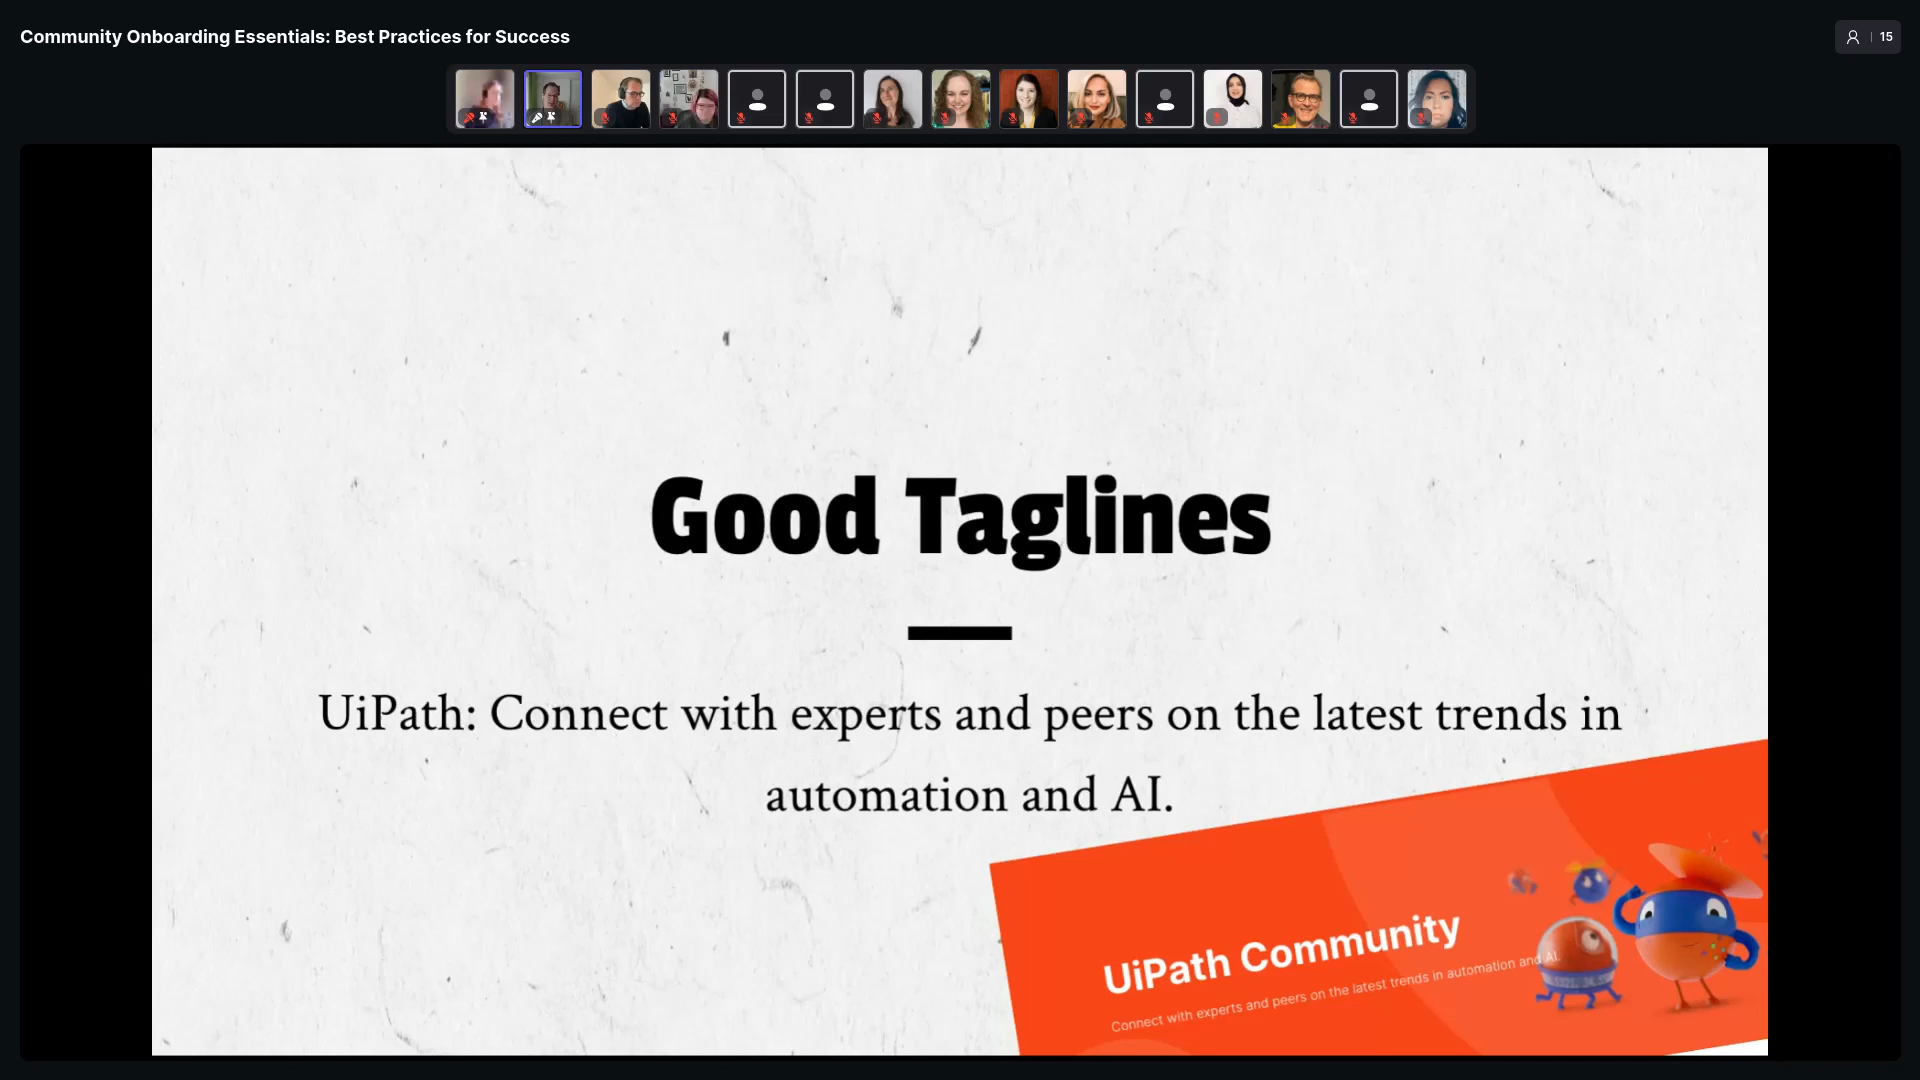 Community Onboarding Essentials: Best Practices for Success
15
Good Taglines
UiPath: Connect with experts and peers on the latest trends in
automation and AI.
UiPath Community
Connect with experts and peers on the latest trends in automation and AI.